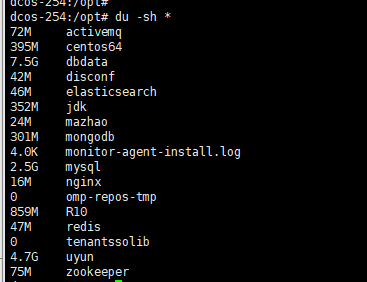 dcos-254:/opt#
dcos-254:/opt# du -sh *
72M activemq
395M centos64
7.5G dbdata
42M disconf
46M elasticsearch
352M jdk
24M mazhao
301M mongodb
4.0K monitor-agent-install.log
2.5G mysql
16M nginx
0 omp-repos-tmp
859M R10
47M redis
0 tenantssolib
4.7G uyun
75M zookeeper